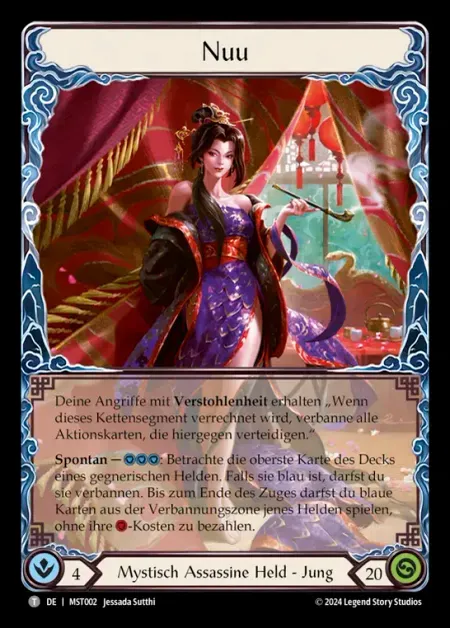 Nuu
Deine Angriffe mit Verstohlenheit erhalten „Wenn
dieses Kettensegment verrechnet wird, verbanne alle
Aktionskarten, die hiergegen verteidigen.“
Spontan — : Betrachte die oberste Karte des Decks
eines gegnerischen Helden. Falls sie blau ist, darfst du
sie verbannen. Bis zum Ende des Zuges darfst du blaue
Karten aus der Verbannungszone jenes Helden spielen,
ohne ihre -Kosten zu bezahlen.
4 Mystisch Assassine Held - Jung 20
T DE | MST002 Jessada Sutthi © 2024 Legend Story Studios